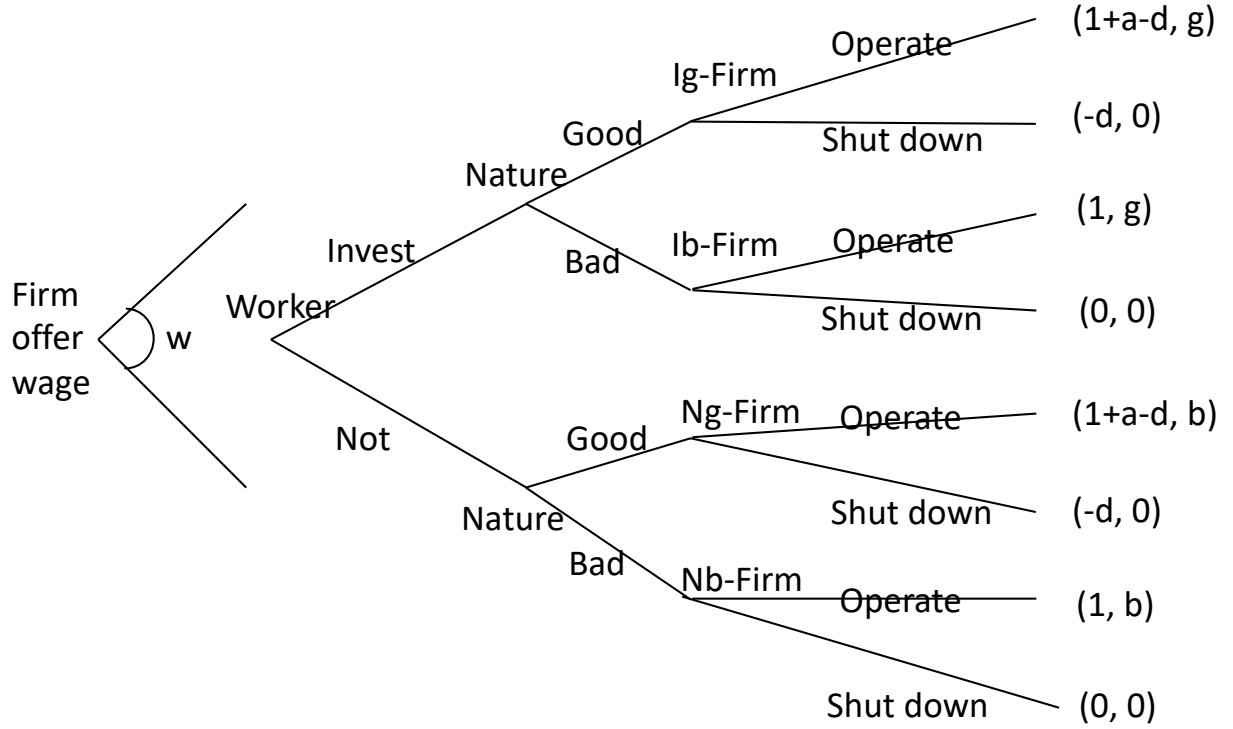 (1+a-d, g)
Operate
Ig-Firm
(-d, 0)
Good
Shut down
Nature
(1, g)
Ib-Firm
Operate
Invest
Bad
Firm
offer
wage
w
Worker
(0, 0)
Shut down
Ng-Firm
Operate
(1+a-d, b)
Not
Good
Nature
Shut down
(-d, 0)
Bad
Nb-Firm
Operate
(1, b)
Shut down
(0, 0)